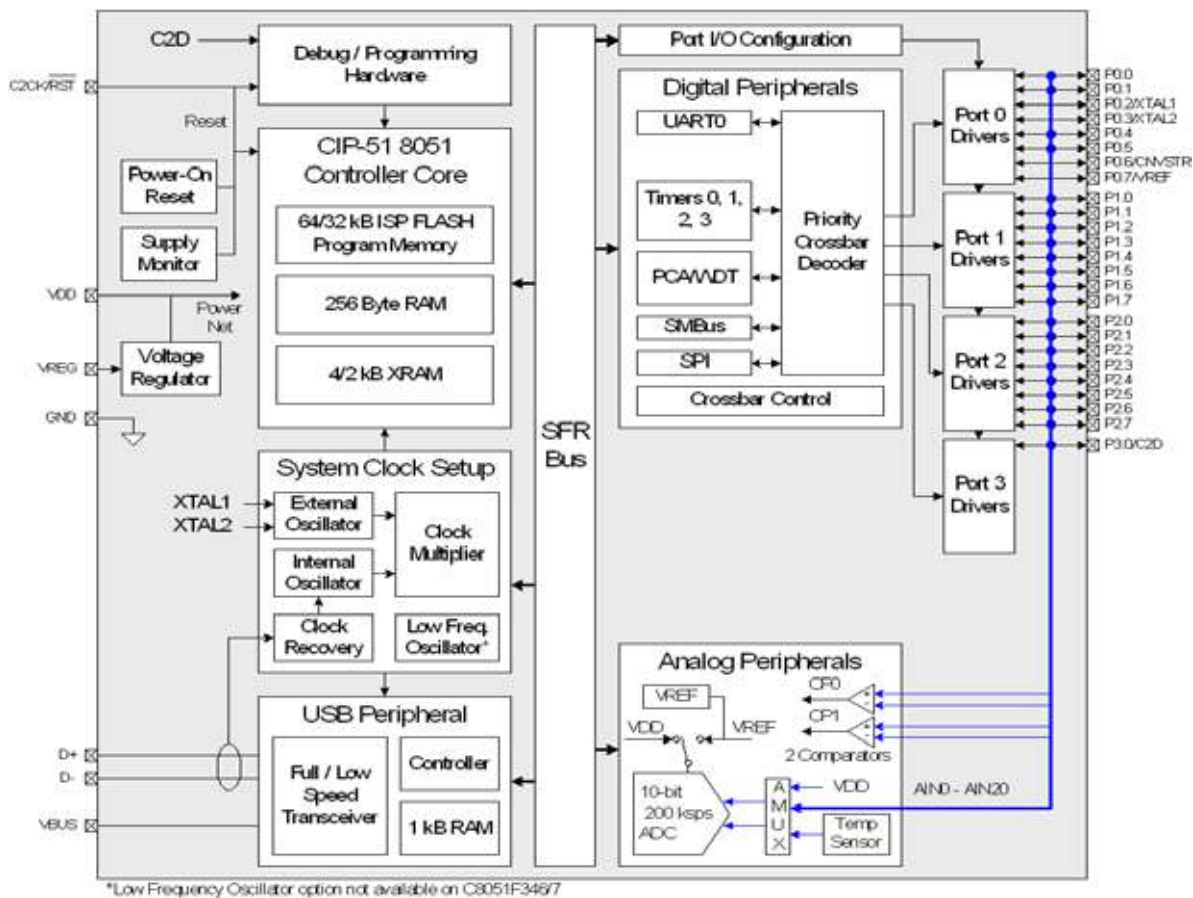 C2D
Debug / Programming
Hardware
C2CK/RST
Reset
CIP-51 8051
Controller Core
Power-On
Reset
64/32 kB ISP FLASH
Program Memory
Supply
Monitor
256 Byte RAM
VDD
Power
Net
Voltage
Regulator
VREG
4/2 kB XRAM
GND
System Clock Setup
XTAL1
XTAL2
External
Oscillator
Internal
Oscillator
Clock
Multiplier
Clock
Recovery
Low Freq.
Oscillator*
USB Peripheral
D+
D-
VBUS
Full / Low
Speed
Transceiver
Controller
1 kB RAM
SFR
Bus
Port I/O Configuration
Digital Peripherals
UART0
Timers 0, 1,
2, 3
PCA/WDT
SMBus
SPI
Priority
Crossbar
Decoder
Crossbar Control
Port 0
Drivers
Port 1
Drivers
Port 2
Drivers
Port 3
Drivers
P0.0
P0.1
P0.2/XTAL1
P0.3/XTAL2
P0.4
P0.5
P0.6/CNVSTR
P0.7/VREF
P1.0
P1.1
P1.2
P1.3
P1.4
P1.5
P1.6
P1.7
P2.0
P2.1
P2.2
P2.3
P2.4
P2.5
P2.6
P2.7
P3.0/C2D
Analog Peripherals
VREF
VDD
VREF
CP0
+
-
CP1
+
-
2 Comparators
10-bit
200 ksps
ADC
A
M
U
X
VDD
Temp
Sensor
AIN0 - AIN20
*Low Frequency Oscillator option not available on C8051F346/7